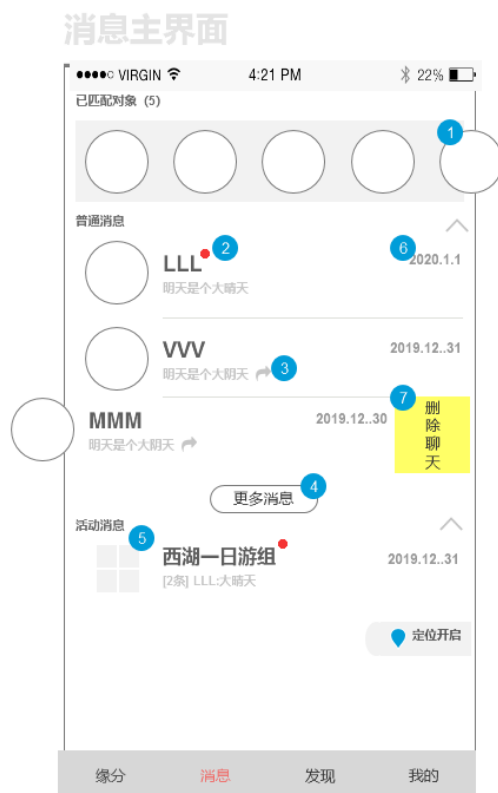 消息主界面
VIRGIN 4:21 PM 22%
已匹配对象 (5)
1
普通消息
LLL 2 6 2020.1.1
明天是个大晴天
VVV 2019.12..31
明天是个大阴天 3
MMM 2019.12..30 7 删除聊天
明天是个大阴天
更多消息 4
活动消息
5
西湖一日游组 2019.12..31
[2条] LLL:大晴天
定位开启
缘分 消息 发现 我的